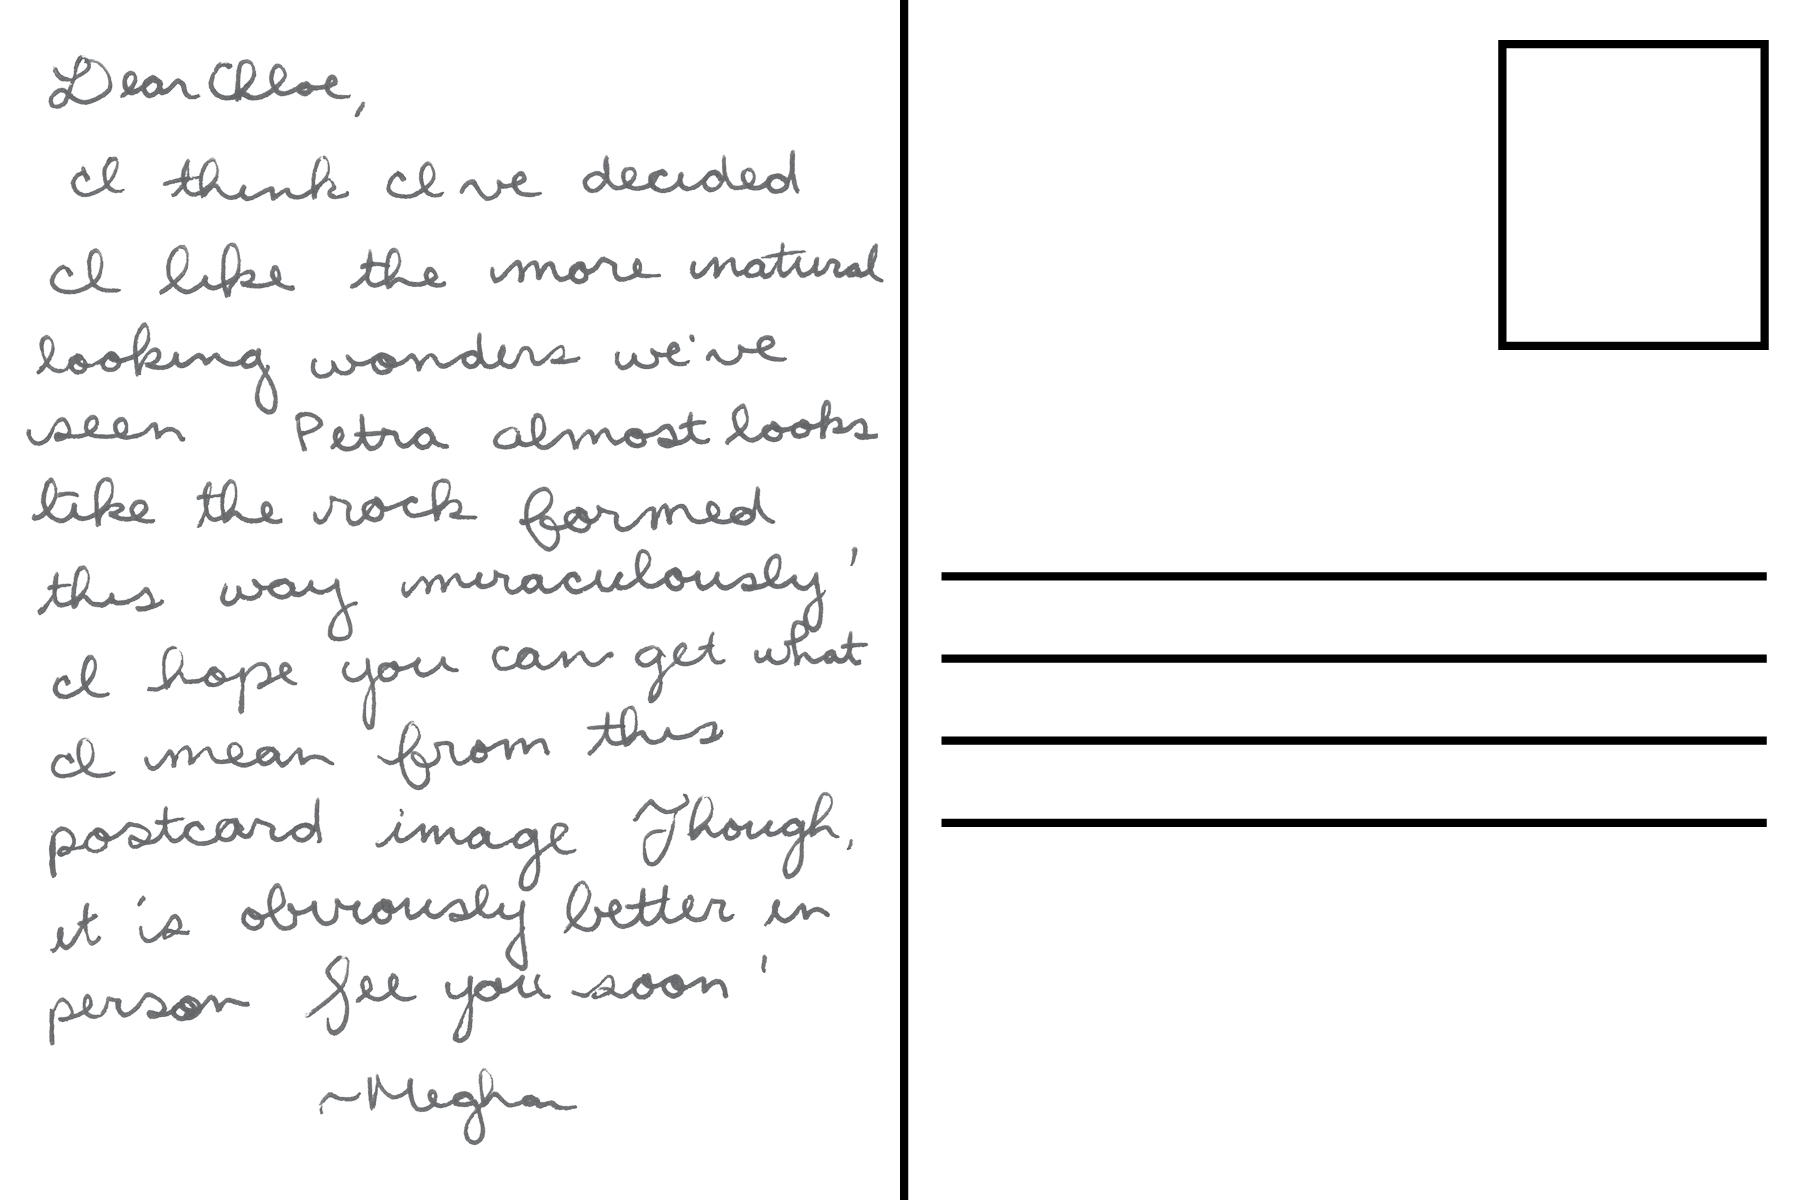 Dear Chloe,
I think I ve decided
I like the more natural
looking wonders we've
seen Petra almost looks
like the rock formed
this way miraculously'
I hope you can get what
I mean from this
postcard image Though,
it is obviously better in
person See you soon'
~Meghan